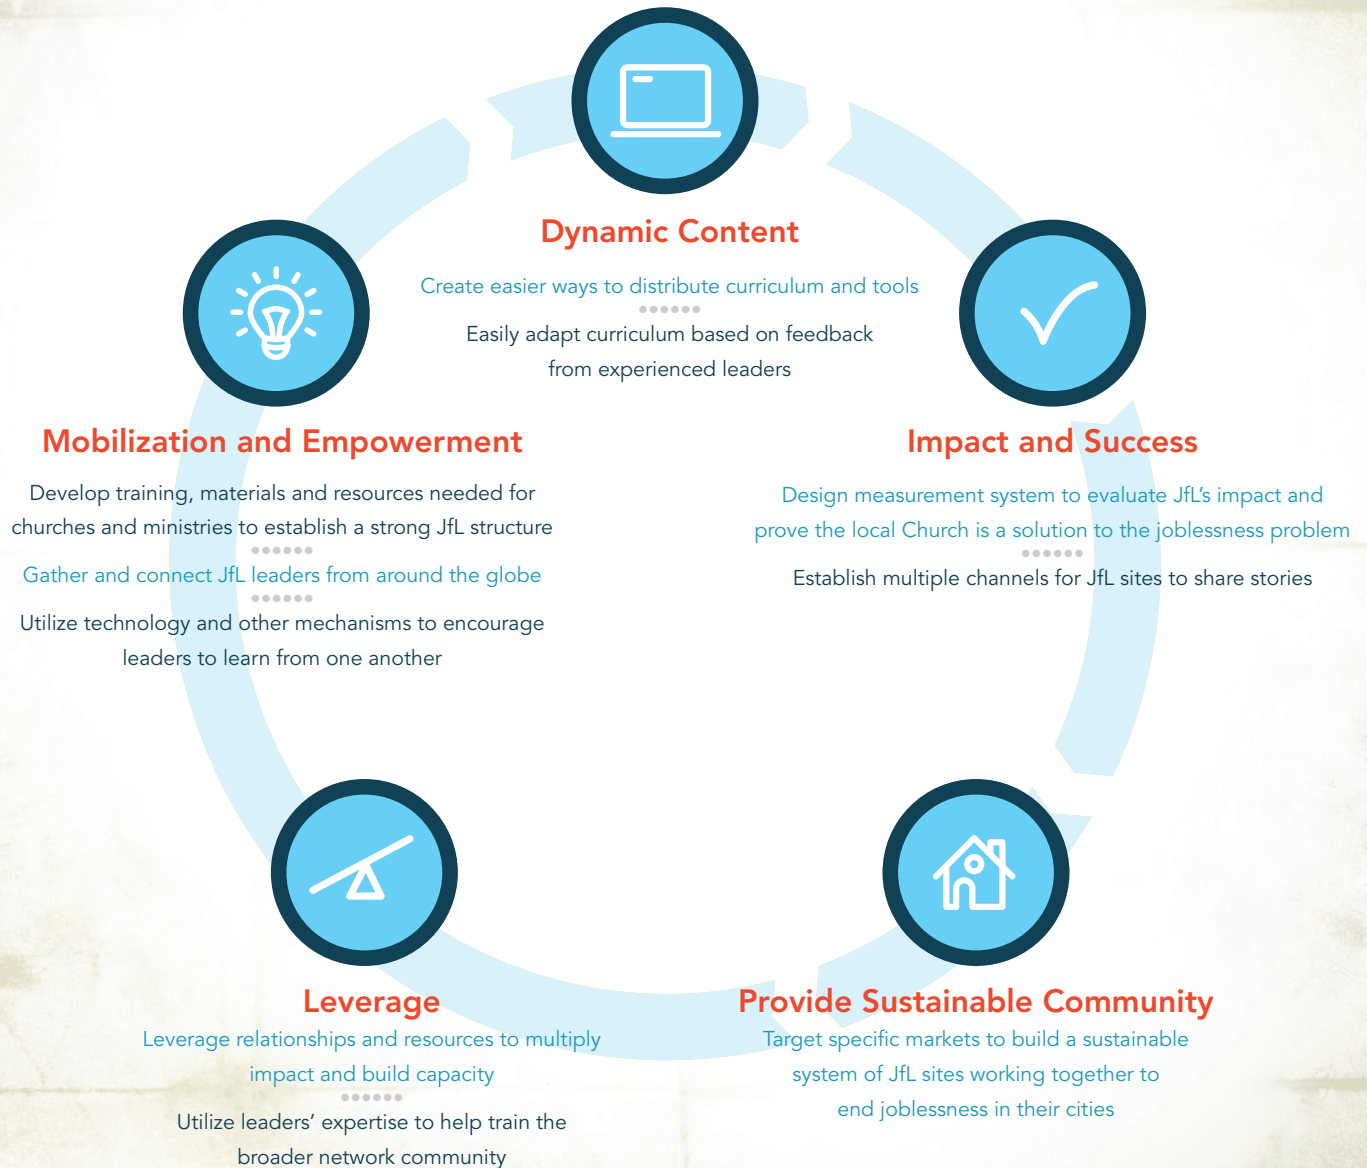 Dynamic Content
Create easier ways to distribute curriculum and tools
Easily adapt curriculum based on feedback
from experienced leaders
Mobilization and Empowerment
Develop training, materials and resources needed for
churches and ministries to establish a strong JfL structure
Gather and connect JfL leaders from around the globe
Utilize technology and other mechanisms to encourage
leaders to learn from one another
Impact and Success
Design measurement system to evaluate JfL’s impact and
prove the local Church is a solution to the joblessness problem
Establish multiple channels for JfL sites to share stories
Leverage
Leverage relationships and resources to multiply
impact and build capacity
Utilize leaders’ expertise to help train the
broader network community
Provide Sustainable Community
Target specific markets to build a sustainable
system of JfL sites working together to
end joblessness in their cities